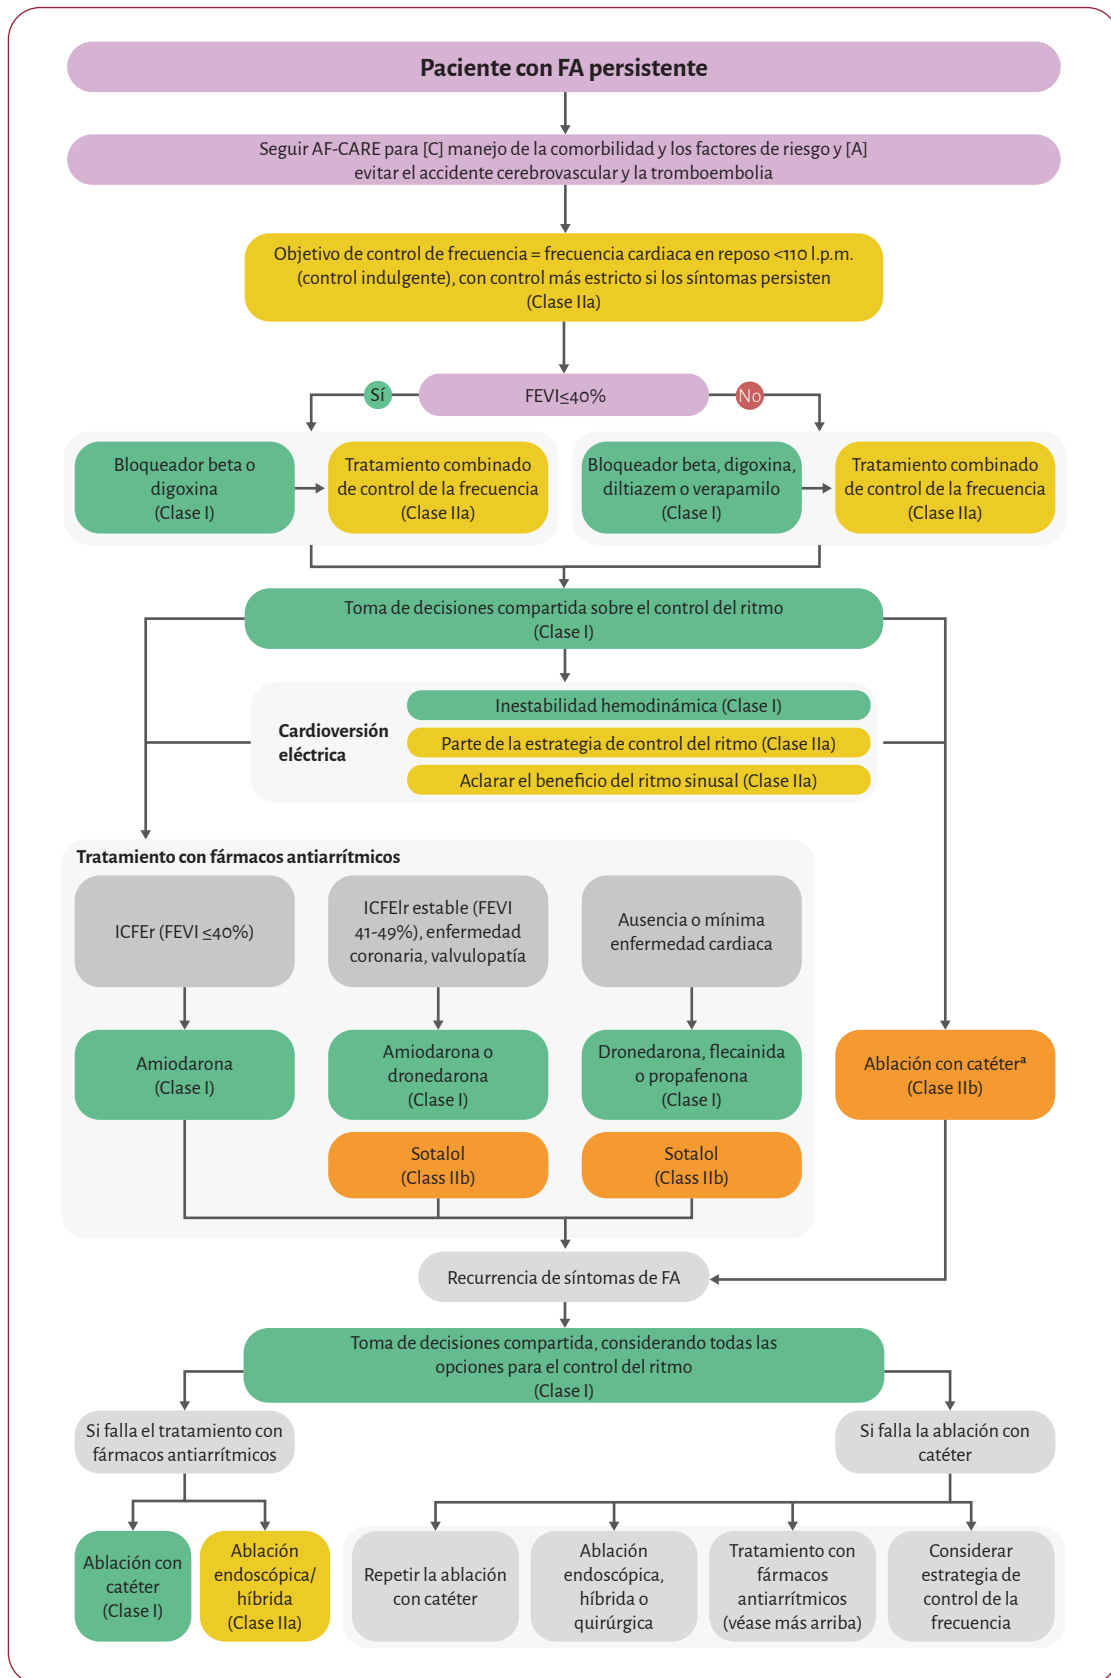 Paciente con FA persistente
Seguir AF-CARE para [C] manejo de la comorbilidad y los factores de riesgo y [A]
evitar el accidente cerebrovascular y la tromboembolia
Objetivo de control de frecuencia = frecuencia cardiaca en reposo <110 l.p.m.
(control indulgente), con control más estricto si los síntomas persisten
(Clase IIa)
Sí
FEVI≤40%
No
Bloqueador beta o
digoxina
(Clase I)
Tratamiento combinado
de control de la frecuencia
(Clase IIa)
Bloqueador beta, digoxina,
diltiazem o verapamilo
(Clase I)
Tratamiento combinado
de control de la frecuencia
(Clase IIa)
Toma de decisiones compartida sobre el control del ritmo
(Clase I)
Cardioversión
eléctrica
Inestabilidad hemodinámica (Clase I)
Parte de la estrategia de control del ritmo (Clase IIa)
Aclarar el beneficio del ritmo sinusal (Clase IIa)
Tratamiento con fármacos antiarrítmicos
ICFEr (FEVI ≤40%)
ICFElr estable (FEVI
41-49%), enfermedad
coronaria, valvulopatía
Ausencia o mínima
enfermedad cardiaca
Amiodarona
(Clase I)
Amiodarona o
dronedarona
(Clase I)
Dronedarona, flecainida
o propafenona
(Clase I)
Ablación con catéterª
(Clase IIb)
Sotalol
(Class IIb)
Sotalol
(Class IIb)
Recurrencia de síntomas de FA
Toma de decisiones compartida, considerando todas las
opciones para el control del ritmo
(Clase I)
Si falla el tratamiento con
fármacos antiarrítmicos
Si falla la ablación con
catéter
Ablación con
catéter
(Clase I)
Ablación
endoscópica/
híbrida
(Clase IIa)
Repetir la ablación
con catéter
Ablación
endoscópica,
híbrida o
quirúrgica
Tratamiento con
fármacos
antiarrítmicos
(véase más arriba)
Considerar
estrategia de
control de la
frecuencia